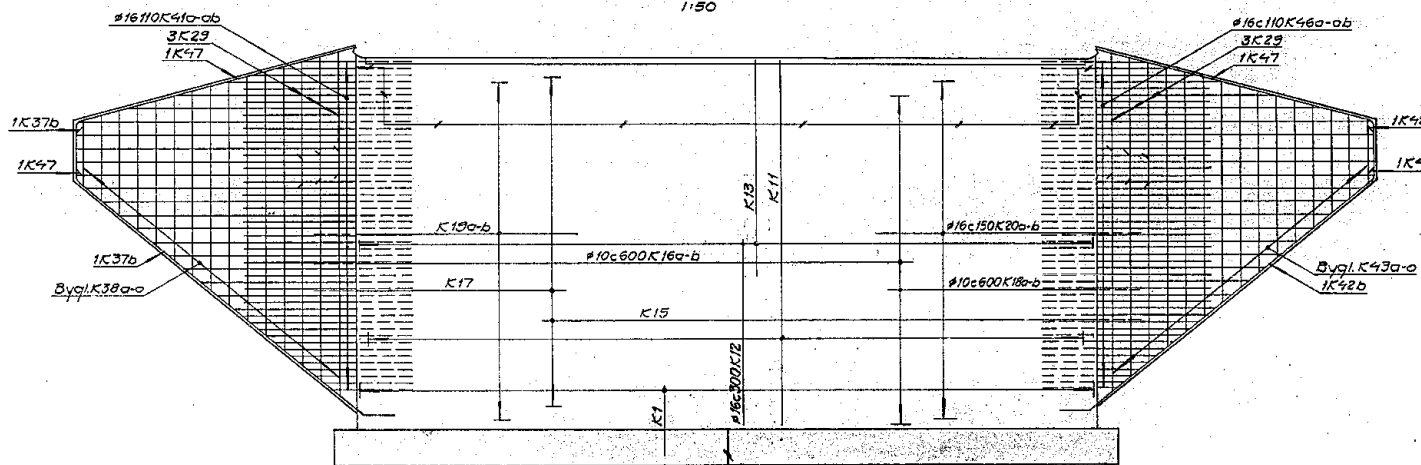 1:50
ø16110K41a-ab
3K29
1K47
ø16c110K46a-ab
3K29
1K47
1K37b
1K47
K13
K11
K19a-b
ø16c150K20a-b
ø10c600K16a-b
1K37b
Bygl.K38a-o
K17
ø10c600K18a-b
Bygl.K43a-o
1K42b
K15
K1
ø16c300K12